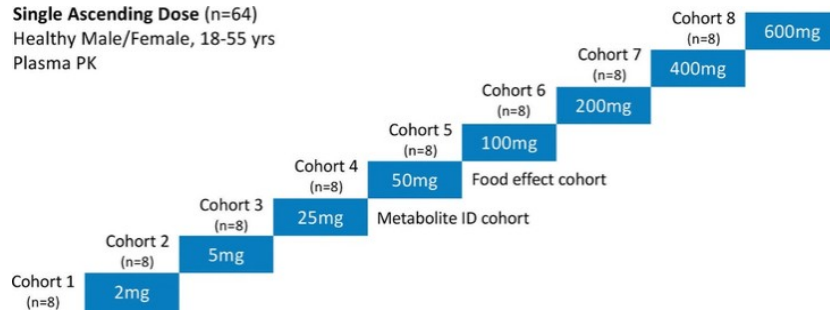 Single Ascending Dose (n=64)
Healthy Male/Female, 18-55 yrs
Plasma PK
Cohort 8
(n=8)
600mg
Cohort 7
(n=8)
400mg
Cohort 6
(n=8)
200mg
Cohort 5
(n=8)
100mg
Cohort 4
(n=8)
50mg
Food effect cohort
Cohort 3
(n=8)
25mg
Metabolite ID cohort
Cohort 2
(n=8)
5mg
Cohort 1
(n=8)
2mg